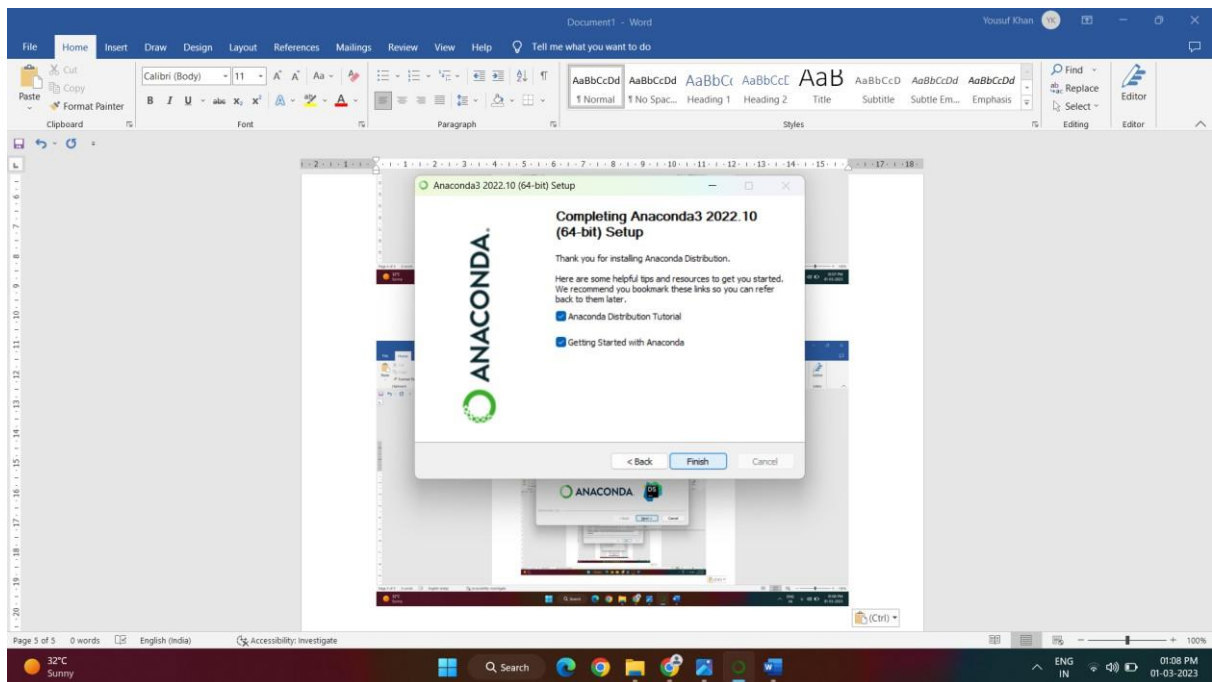 Document1 - Word
Yousuf Khan YK
File Home Insert Draw Design Layout References Mailings Review View Help Tell me what you want to do
Paste
Cut
Copy
Format Painter
Clipboard
Calibri (Body) 11
Font
Paragraph
AaBbCcDd AaBbCcDd AaBbCc AaBbCcD AaB AaBbCcD AaBbCcDd AaBbCcDd
¶ Normal ¶ No Spac... Heading 1 Heading 2 Title Subtitle Subtle Em... Emphasis
Styles
Find
Replace
Select
Editing
Editor
Editor
Anaconda3 2022.10 (64-bit) Setup
ANACONDA.
Completing Anaconda3 2022.10
(64-bit) Setup
Thank you for installing Anaconda Distribution.
Here are some helpful tips and resources to get you started.
We recommend you bookmark these links so you can refer
back to them later.
Anaconda Distribution Tutorial
Getting Started with Anaconda
< Back Finish Cancel
ANACONDA DS
(Ctrl)
Page 5 of 5 0 words English (India) Accessibility: Investigate 100%
32°C
Sunny
Search
ENG
IN
01:08 PM
01-03-2023